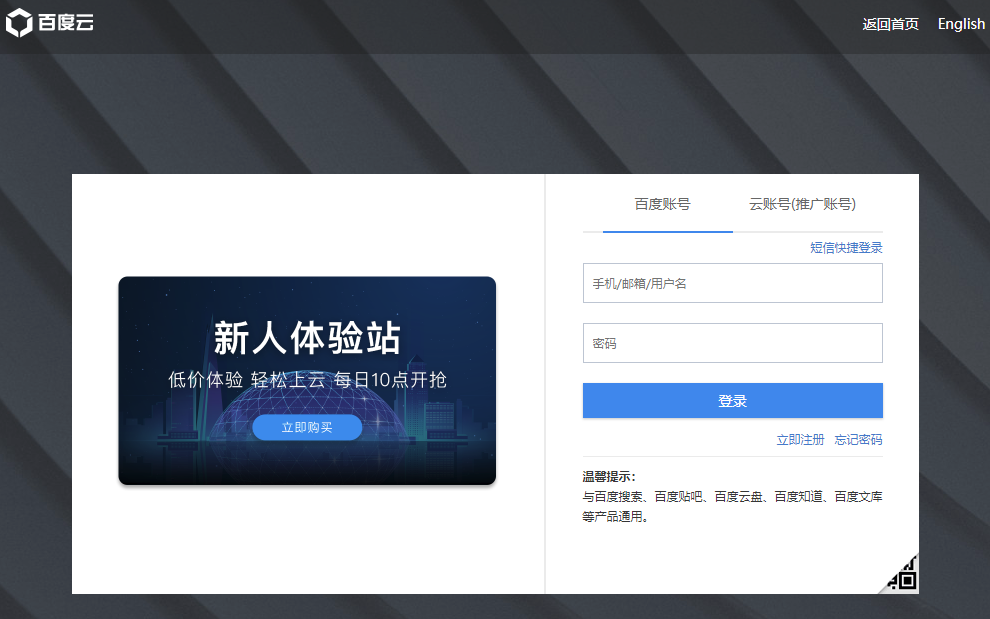 百度云
返回首页 English
百度账号 云账号(推广账号)
短信快捷登录
手机/邮箱/用户名
密码
登录
立即注册 忘记密码
温馨提示：
与百度搜索、百度贴吧、百度云盘、百度知道、百度文库
等产品通用。
新人体验站
低价体验 轻松上云 每日10点开抢
立即购买